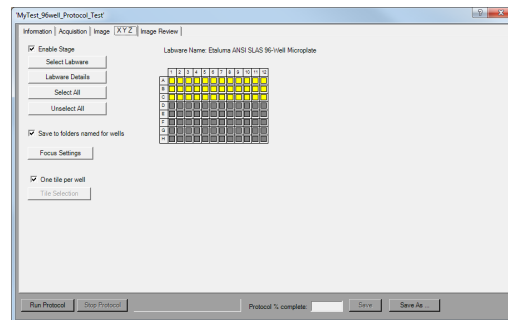 'MyTest_96well_Protocol_Test'
Information Acquisition Image XYZ Image Review
Enable Stage
Labware Name: Etaluma ANSI SLAS 96-Well Microplate
Select Labware
Labware Details
Select All
Unselect All
1 2 3 4 5 6 7 8 9 10 11 12
A
B
C
D
E
F
G
H
Save to folders named for wells
Focus Settings
One tile per well
Tile Selection
Run Protocol Stop Protocol Protocol % complete: Save Save As ...